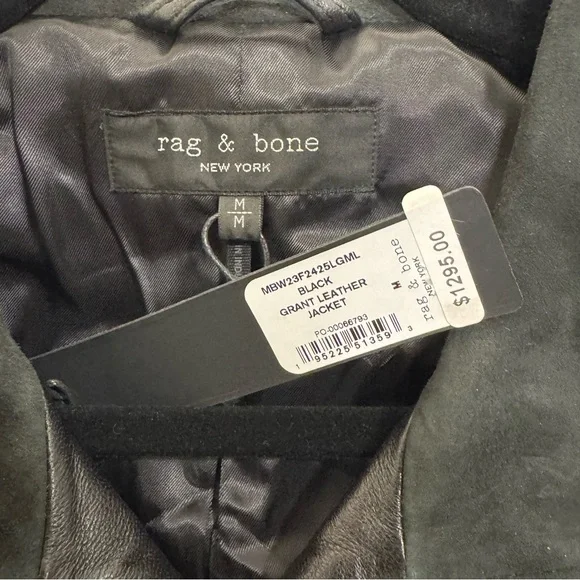 rag & bone
NEW YORK
M
M
MBW23F2425LGML
BLACK
GRANT LEATHER
JACKET
PO-00066793
1 95225 51359 3
M
rag & bone
NEW YORK
$1295.00